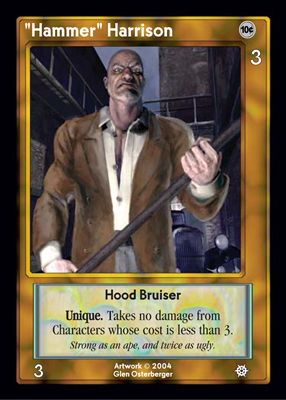 "Hammer" Harrison
10¢
3
Hood Bruiser
Unique. Takes no damage from
Characters whose cost is less than 3.
Strong as an ape, and twice as ugly.
3
Artwork © 2004
Glen Osterberger